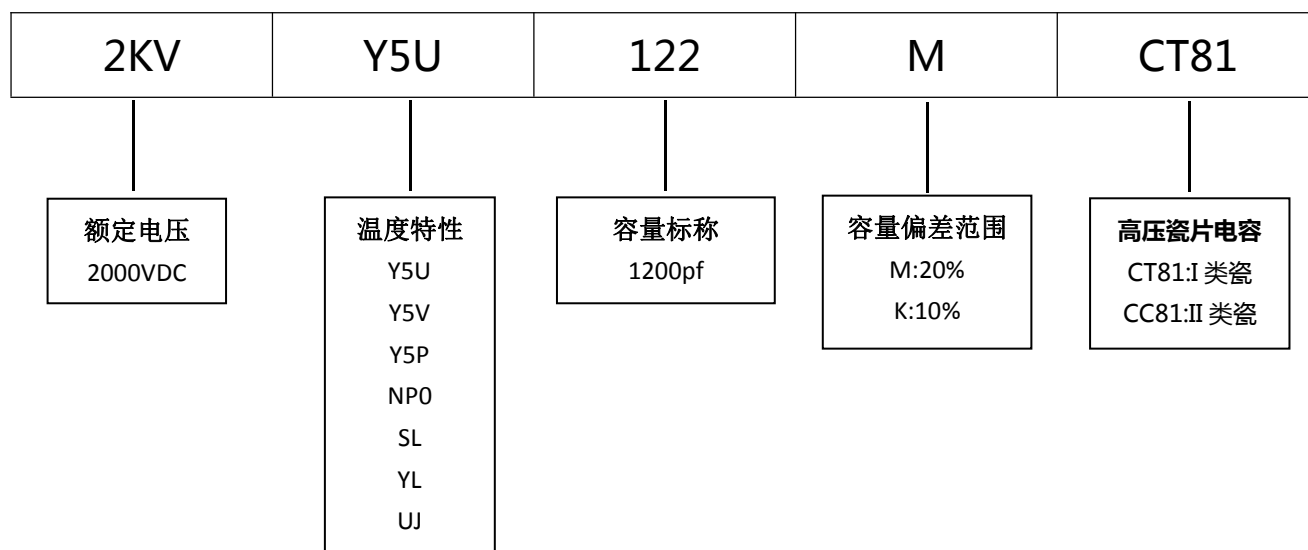 2KV
Y5U
122
M
CT81
额定电压
2000VDC
温度特性
Y5U
Y5V
Y5P
NP0
SL
YL
UJ
容量标称
1200pf
容量偏差范围
M:20%
K:10%
高压瓷片电容
CT81:I 类瓷
CC81:II 类瓷